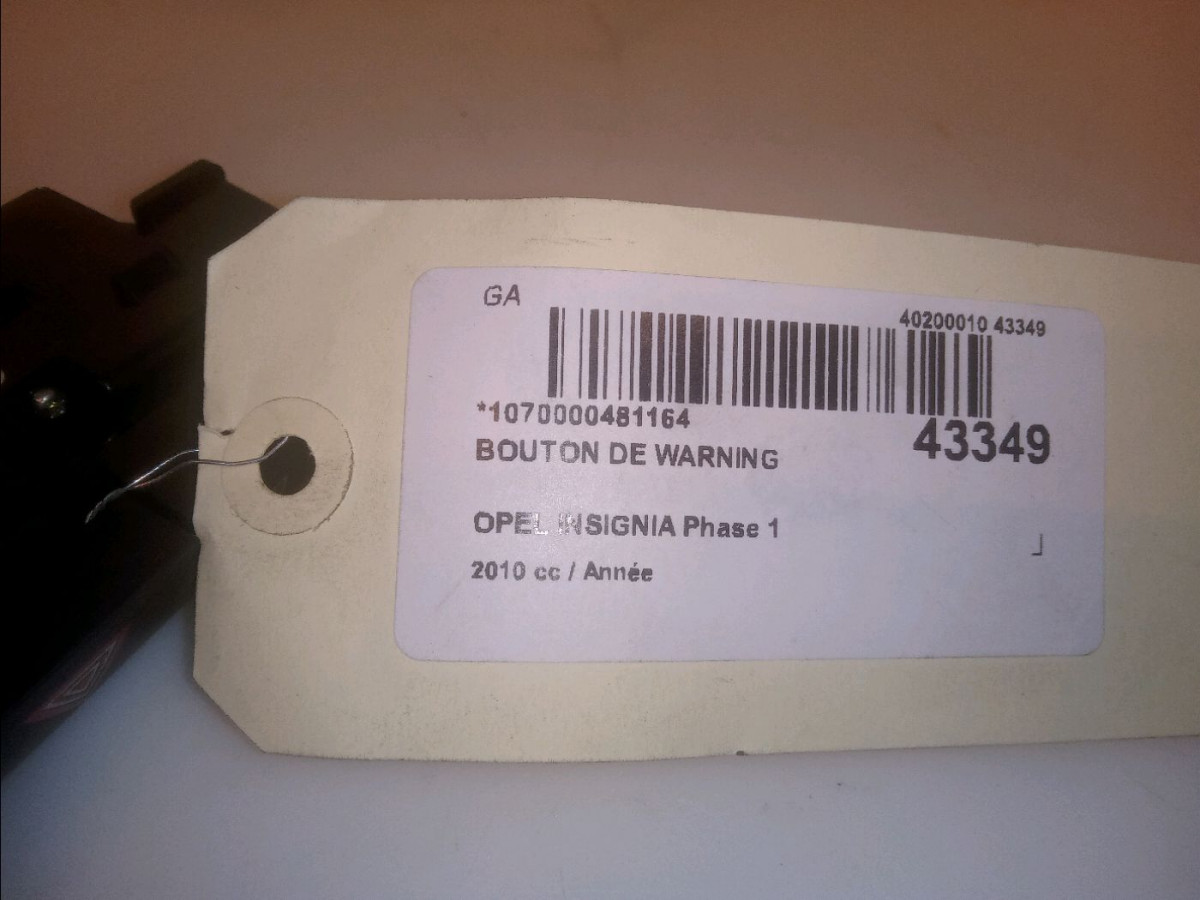 GA
40200010 43349
*1070000481164
43349
BOUTON DE WARNING
OPEL INSIGNIA Phase 1
2010 cc / Année